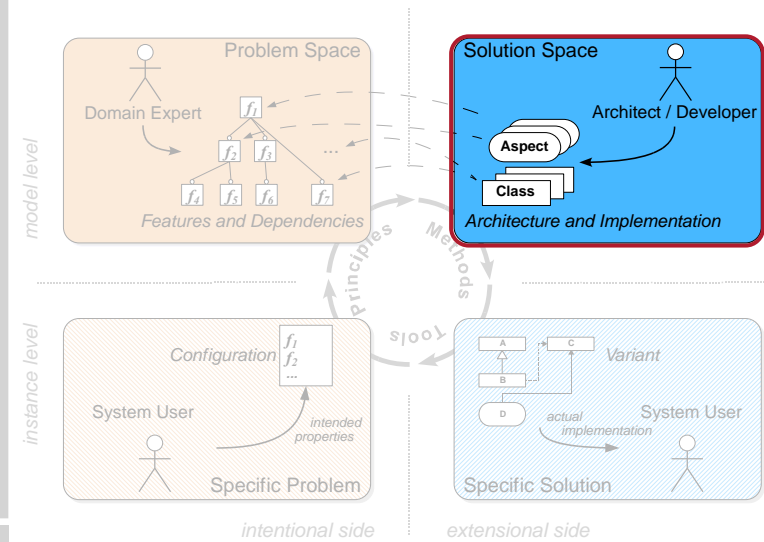 Problem Space
Domain Expert
f1
f2
f3
...
f4
f5
f6
f7
Features and Dependencies
Solution Space
Architect / Developer
Aspect
Class
Architecture and Implementation
model level
instance level
Principles
Methods
Tools
Configuration
f1
f2
...
System User
intended
properties
Specific Problem
A
C
B
D
Variant
actual
implementation
System User
Specific Solution
intentional side
extensional side